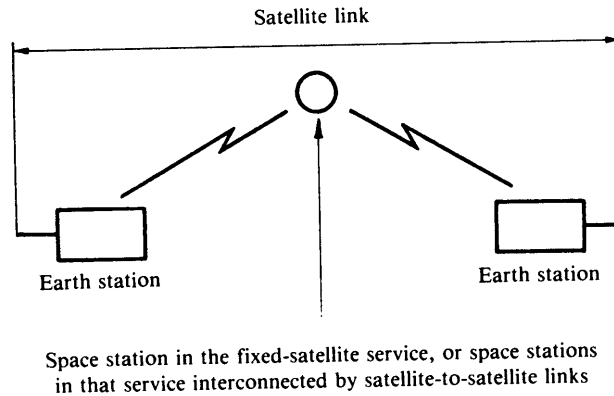 Satellite link
Earth station
Earth station
Space station in the fixed-satellite service, or space stations
in that service interconnected by satellite-to-satellite links